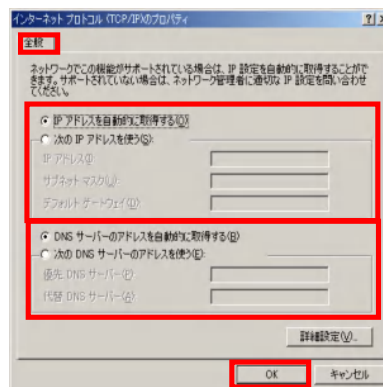 インターネット プロトコル (TCP/IP)のプロパティ
全般
ネットワークでこの機能がサポートされている場合は、IP 設定を自動的に取得することがで
きます。サポートされていない場合は、ネットワーク管理者に適切な IP 設定を問い合わせ
てください。
IP アドレスを自動的に取得する(O)
次の IP アドレスを使う(S):
IP アドレス(I):
サブネット マスク(U):
デフォルト ゲートウェイ(D):
DNS サーバーのアドレスを自動的に取得する(B)
次の DNS サーバーのアドレスを使う(E):
優先 DNS サーバー(P):
代替 DNS サーバー(A):
詳細設定(V)...
OK キャンセル